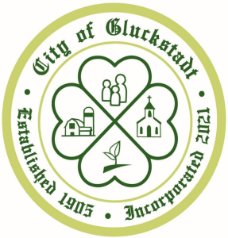 City of Gluckstadt
Established 1905 • Incorporated 2021